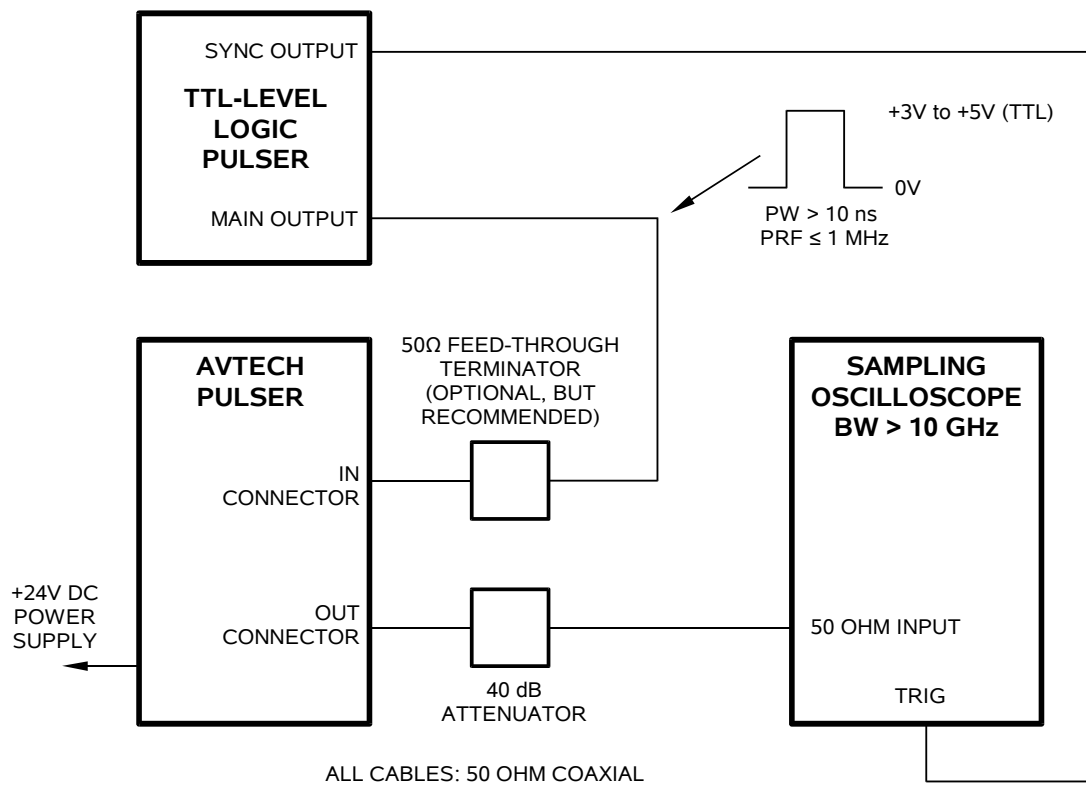 SYNC OUTPUT
TTL-LEVEL
LOGIC
PULSER
MAIN OUTPUT
+3V to +5V (TTL)
0V
PW > 10 ns
PRF ≤ 1 MHz
AVTECH
PULSER
IN
CONNECTOR
OUT
CONNECTOR
50Ω FEED-THROUGH
TERMINATOR
(OPTIONAL, BUT
RECOMMENDED)
SAMPLING
OSCILLOSCOPE
BW > 10 GHz
50 OHM INPUT
TRIG
+24V DC
POWER
SUPPLY
40 dB
ATTENUATOR
ALL CABLES: 50 OHM COAXIAL